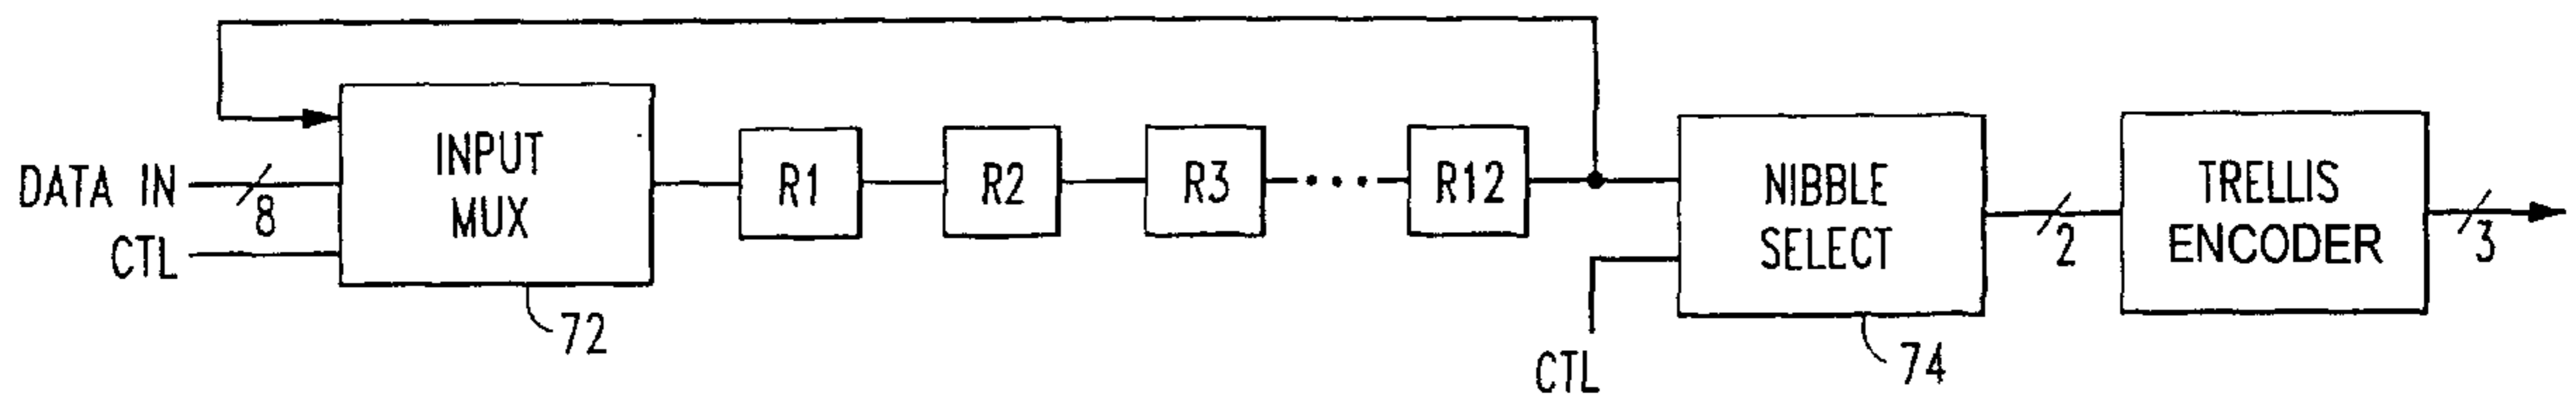 DATA IN
8
CTL
INPUT
MUX
72
R1
R2
R3
R12
CTL
NIBBLE
SELECT
74
2
TRELLIS
ENCODER
3